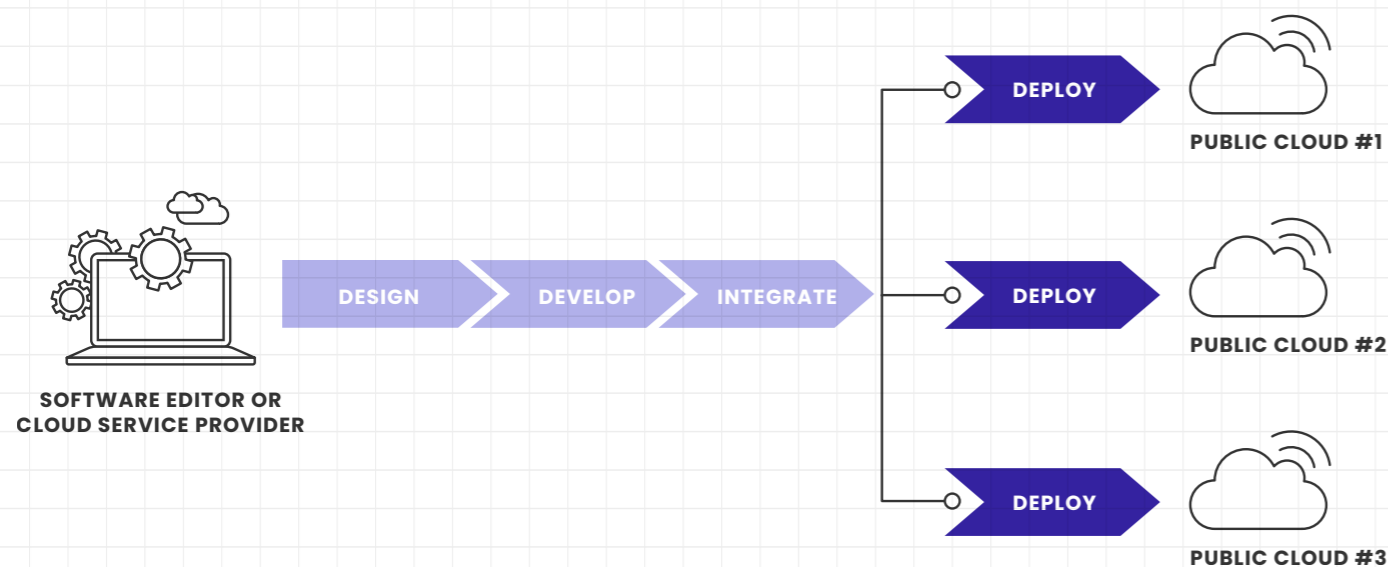 DEPLOY
PUBLIC CLOUD #1
SOFTWARE EDITOR OR
CLOUD SERVICE PROVIDER
DESIGN
DEVELOP
INTEGRATE
DEPLOY
PUBLIC CLOUD #2
DEPLOY
PUBLIC CLOUD #3